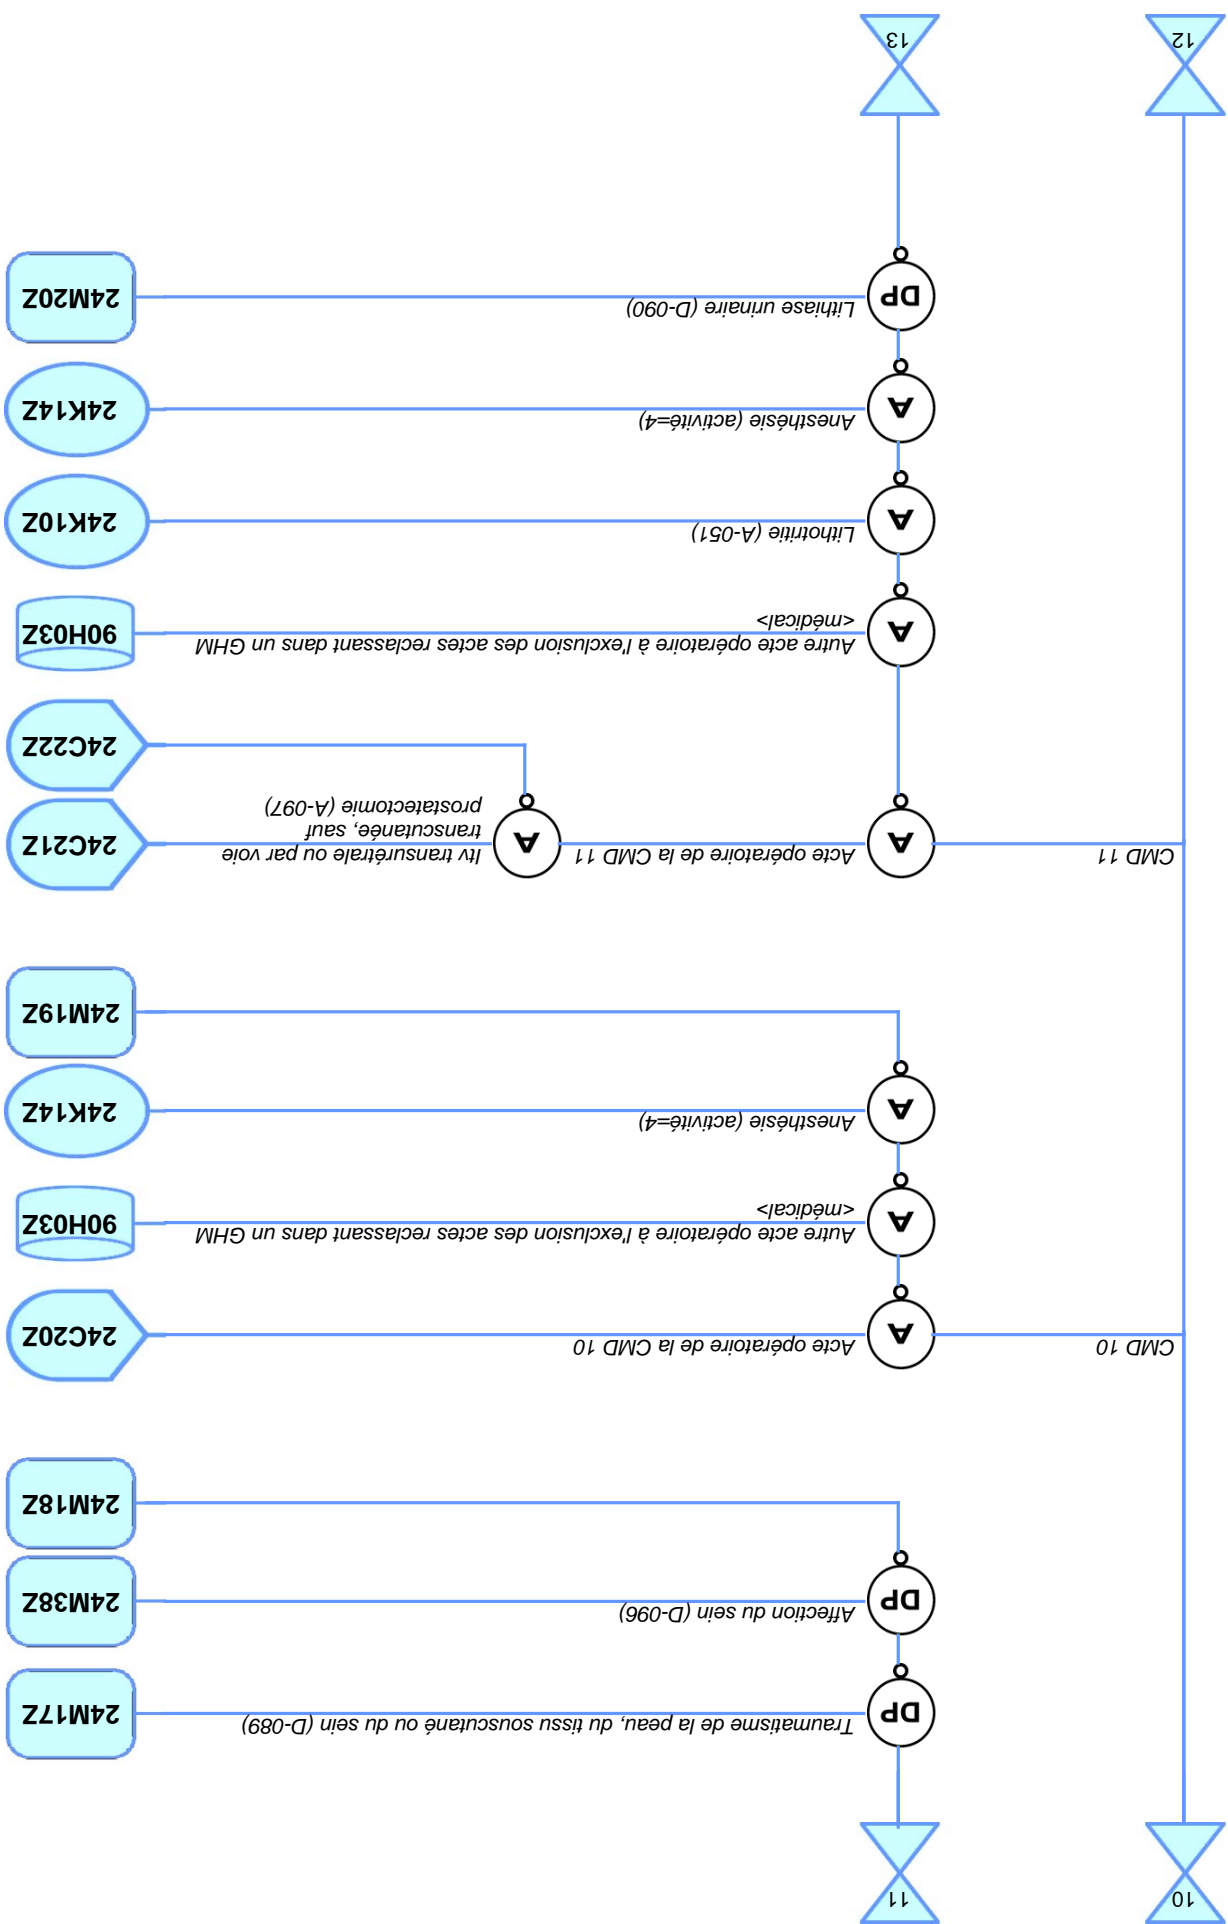 10
11
DP
Traumatisme de la peau, du tissu souscutané ou du sein (D-089)
24M17Z
DP
Affection du sein (D-096)
24M38Z
24M18Z
CMD 10
A
Acte opératoire de la CMD 10
24C20Z
A
Autre acte opératoire à l'exclusion des actes reclassant dans un GHM
<médical>
90H03Z
A
Anesthésie (activité=4)
24K14Z
24M19Z
CMD 11
A
Acte opératoire de la CMD 11
A
Itv transurétrale ou par voie
transcutanée, sauf
prostatectomie (A-097)
24C21Z
24C22Z
A
Autre acte opératoire à l'exclusion des actes reclassant dans un GHM
<médical>
90H03Z
A
Lithotritie (A-051)
24K10Z
A
Anesthésie (activité=4)
24K14Z
DP
Lithiase urinaire (D-090)
24M20Z
12
13